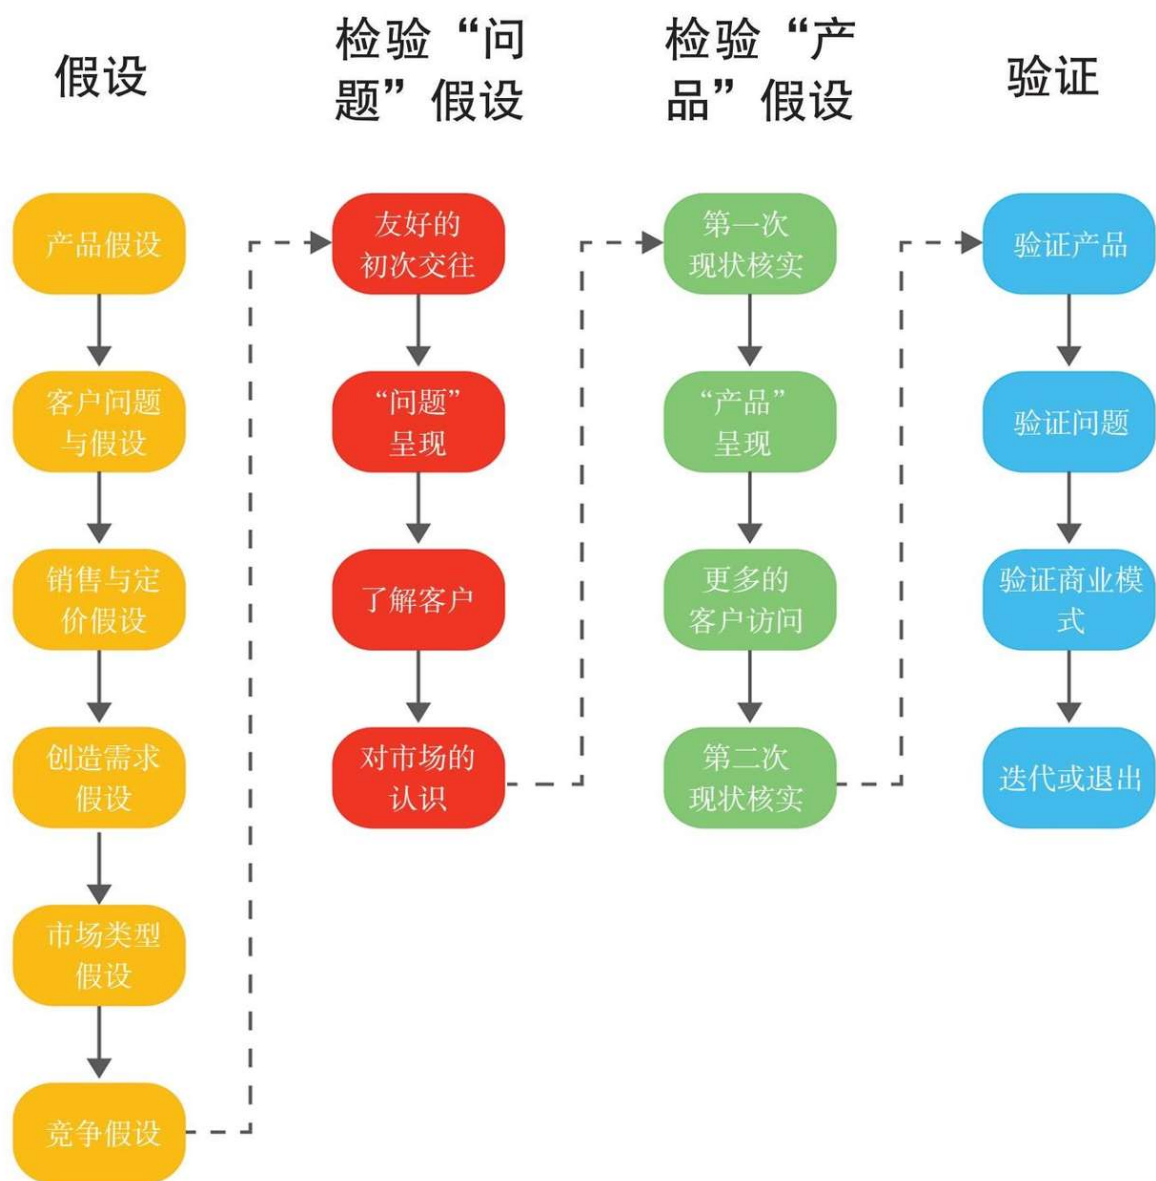 假设
产品假设
客户问题
与假设
销售与定
价假设
创造需求
假设
市场类型
假设
竞争假设
检验“问
题”假设
友好的
初次交往
“问题”
呈现
了解客户
对市场的
认识
检验“产
品”假设
第一次
现状核实
“产品”
呈现
更多的
客户访问
第二次
现状核实
验证
验证产品
验证问题
验证商业模
式
迭代或退出